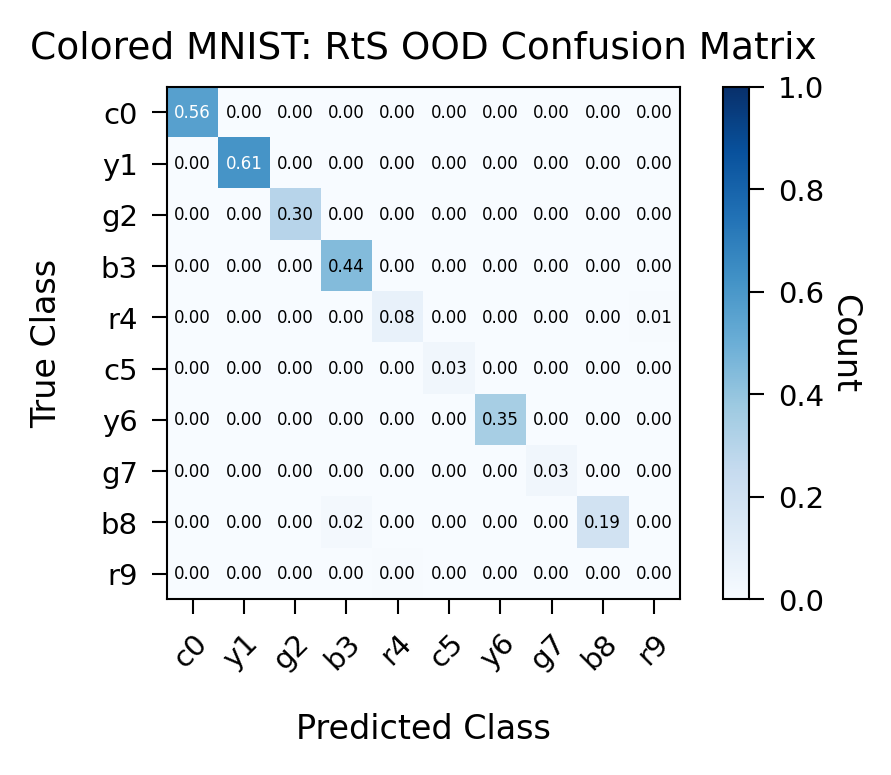 Colored MNIST: RtS OOD Confusion Matrix
c0 0.56 0.00 0.00 0.00 0.00 0.00 0.00 0.00 0.00 0.00
y1 0.00 0.61 0.00 0.00 0.00 0.00 0.00 0.00 0.00 0.00
g2 0.00 0.00 0.30 0.00 0.00 0.00 0.00 0.00 0.00 0.00
b3 0.00 0.00 0.00 0.44 0.00 0.00 0.00 0.00 0.00 0.00
r4 0.00 0.00 0.00 0.00 0.08 0.00 0.00 0.00 0.00 0.01
c5 0.00 0.00 0.00 0.00 0.00 0.03 0.00 0.00 0.00 0.00
y6 0.00 0.00 0.00 0.00 0.00 0.00 0.35 0.00 0.00 0.00
g7 0.00 0.00 0.00 0.00 0.00 0.00 0.00 0.03 0.00 0.00
b8 0.00 0.00 0.00 0.02 0.00 0.00 0.00 0.00 0.19 0.00
r9 0.00 0.00 0.00 0.00 0.00 0.00 0.00 0.00 0.00 0.00
c0 y1 g2 b3 r4 c5 y6 g7 b8 r9
Predicted Class
True Class
1.0
0.8
0.6
0.4
0.2
0.0
Count